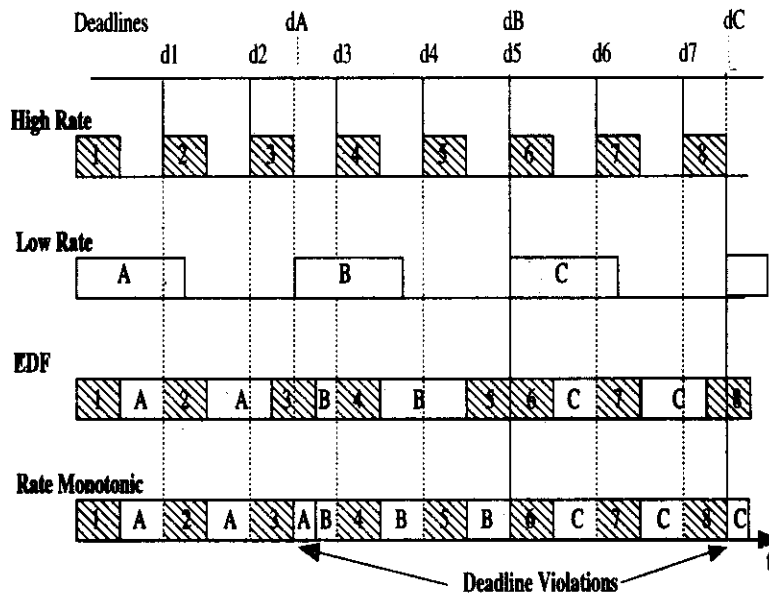 Deadlines dA dB dC
d1 d2 d3 d4 d5 d6 d7
High Rate
1 2 3 4 5 6 7 8
Low Rate
A B C
EDF
1 A 2 A 3 B 4 B 5 6 C 7 C 8
Rate Monotonic
1 A 2 A 3 A B 4 B 5 B 6 C 7 C 8 C
t
Deadline Violations